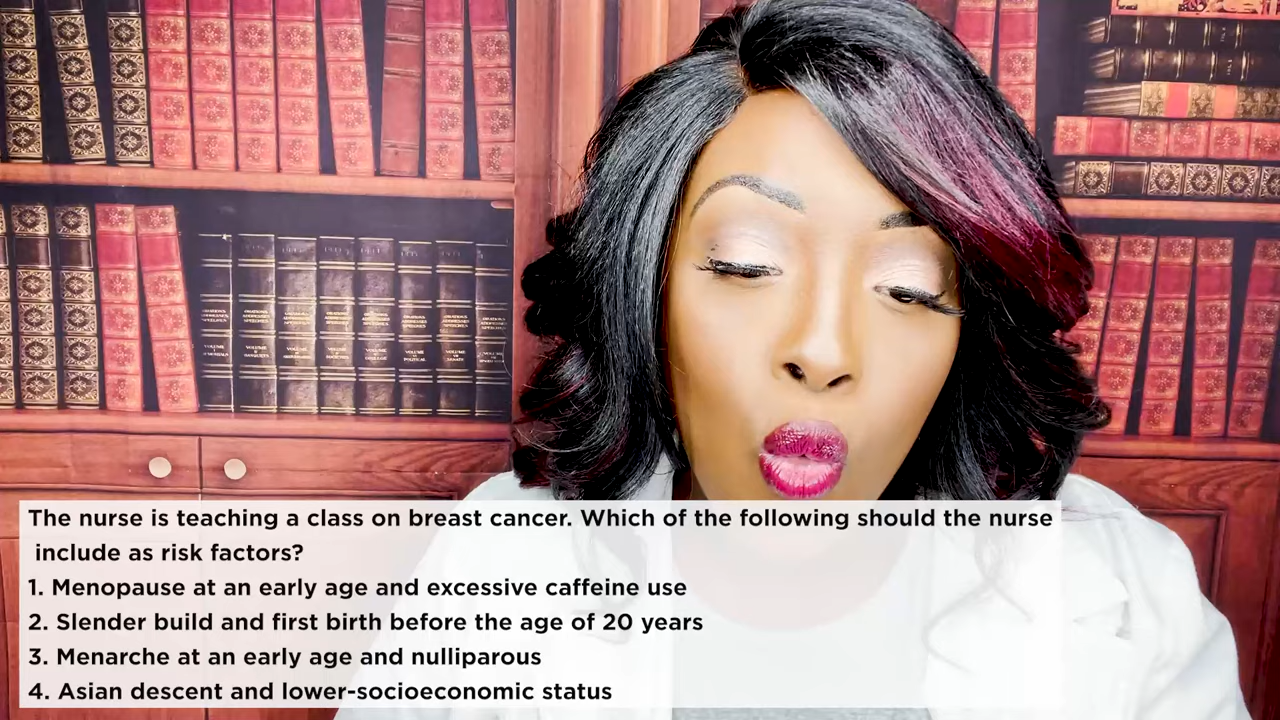 The nurse is teaching a class on breast cancer. Which of the following should the nurse
include as risk factors?
1. Menopause at an early age and excessive caffeine use
2. Slender build and first birth before the age of 20 years
3. Menarche at an early age and nulliparous
4. Asian descent and lower-socioeconomic status